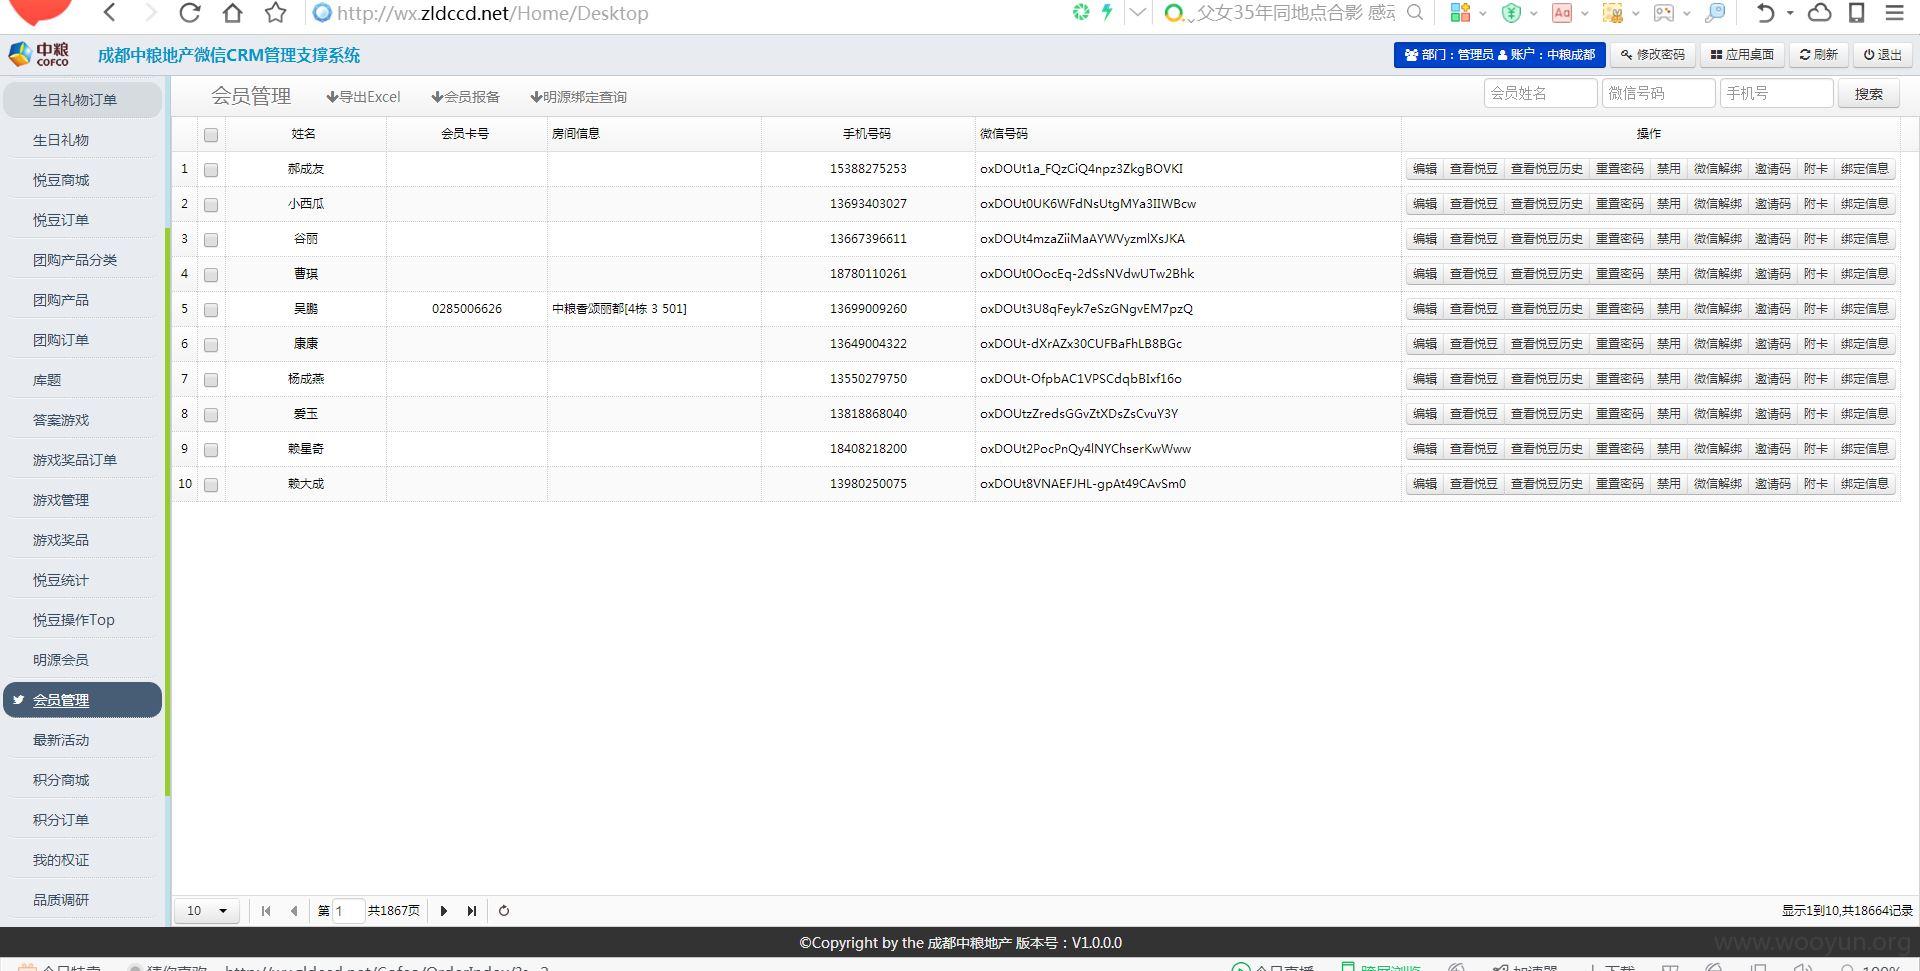 http://wx.zldccd.net/Home/Desktop
父女35年同地点合影 感动
中粮
COFCO
成都中粮地产微信CRM管理支撑系统
部门：管理员 账户：中粮成都
修改密码
应用桌面
刷新
退出
生日礼物订单
生日礼物
悦豆商城
悦豆订单
团购产品分类
团购产品
团购订单
库题
答案游戏
游戏奖品订单
游戏管理
游戏奖品
悦豆统计
悦豆操作Top
明源会员
会员管理
最新活动
积分商城
积分订单
我的权证
品质调研
会员管理 导出Excel 会员报备 明源绑定查询
会员姓名 微信号码 手机号 搜索
姓名 会员卡号 房间信息 手机号码 微信号码 操作
1 郝成友 15388275253 oxDOUt1a_FQzCiQ4npz3ZkgBOVKI 编辑 查看悦豆 查看悦豆历史 重置密码 禁用 微信解绑 邀请码 附卡 绑定信息
2 小西瓜 13693403027 oxDOUt0UK6WFdNsUtgMYa3IIWBcw 编辑 查看悦豆 查看悦豆历史 重置密码 禁用 微信解绑 邀请码 附卡 绑定信息
3 谷丽 13667396611 oxDOUt4mzaZiiMaAYWVyzmlXsJKA 编辑 查看悦豆 查看悦豆历史 重置密码 禁用 微信解绑 邀请码 附卡 绑定信息
4 曹琪 18780110261 oxDOUt0OocEq-2dSsNVdwUTw2Bhk 编辑 查看悦豆 查看悦豆历史 重置密码 禁用 微信解绑 邀请码 附卡 绑定信息
5 吴鹏 0285006626 中粮香颂丽都[4栋 3 501] 13699009260 oxDOUt3U8qFeyk7eSzGNgvEM7pzQ 编辑 查看悦豆 查看悦豆历史 重置密码 禁用 微信解绑 邀请码 附卡 绑定信息
6 康康 13649004322 oxDOUt-dXrAZx30CUFBaFhLB8BGc 编辑 查看悦豆 查看悦豆历史 重置密码 禁用 微信解绑 邀请码 附卡 绑定信息
7 杨成燕 13550279750 oxDOUt-OfpbAC1VPSCdqbBIxf16o 编辑 查看悦豆 查看悦豆历史 重置密码 禁用 微信解绑 邀请码 附卡 绑定信息
8 爱玉 13818868040 oxDOUtzZredsGGvZtXDsZsCvuY3Y 编辑 查看悦豆 查看悦豆历史 重置密码 禁用 微信解绑 邀请码 附卡 绑定信息
9 赖星奇 18408218200 oxDOUt2PocPnQy4lNYChserKwWww 编辑 查看悦豆 查看悦豆历史 重置密码 禁用 微信解绑 邀请码 附卡 绑定信息
10 赖大成 13980250075 oxDOUt8VNAEFJHL-gpAt49CAvSm0 编辑 查看悦豆 查看悦豆历史 重置密码 禁用 微信解绑 邀请码 附卡 绑定信息
10 第 1 共1867页
显示1到10,共18664记录
©Copyright by the 成都中粮地产 版本号：V1.0.0.0
www.wooyun.org